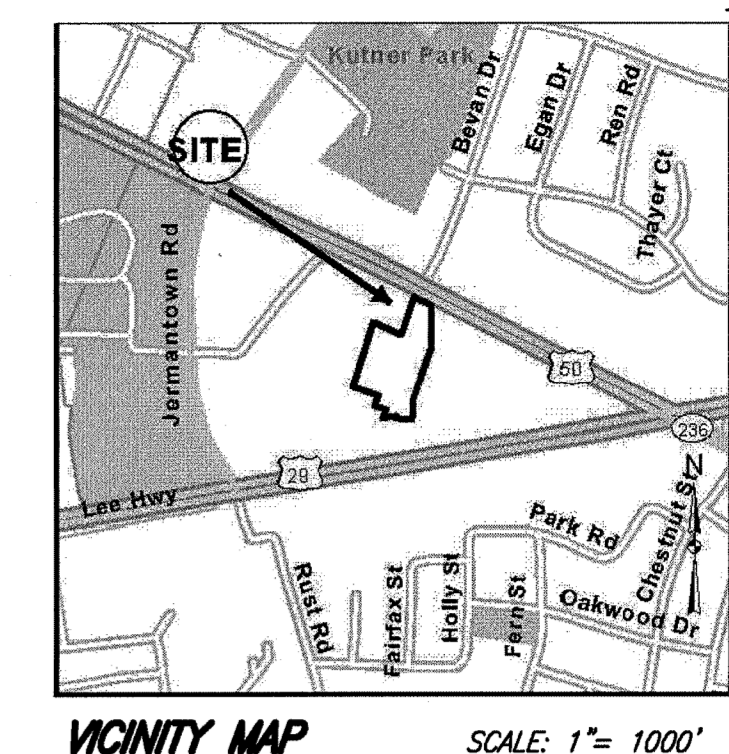 Kutner Park
Bevan Dr
Egan Dr
Ren Rd
Thayer Ct
SITE
Jermantown Rd
50
236
29
Lee Hwy
N
Chestnut St
Park Rd
Oakwood Dr
Rust Rd
Fairfax St
Holly St
Fern St
VICINITY MAP SCALE: 1"= 1000'